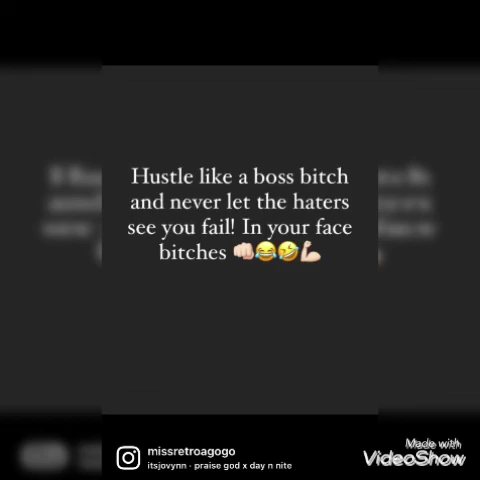 Hustle like a boss bitch
and never let the haters
see you fail! In your face
bitches 👊🏻😂🤣💪🏻
missretroagogo
itsjovynn · praise god x day n nite
Made with
VideoShow